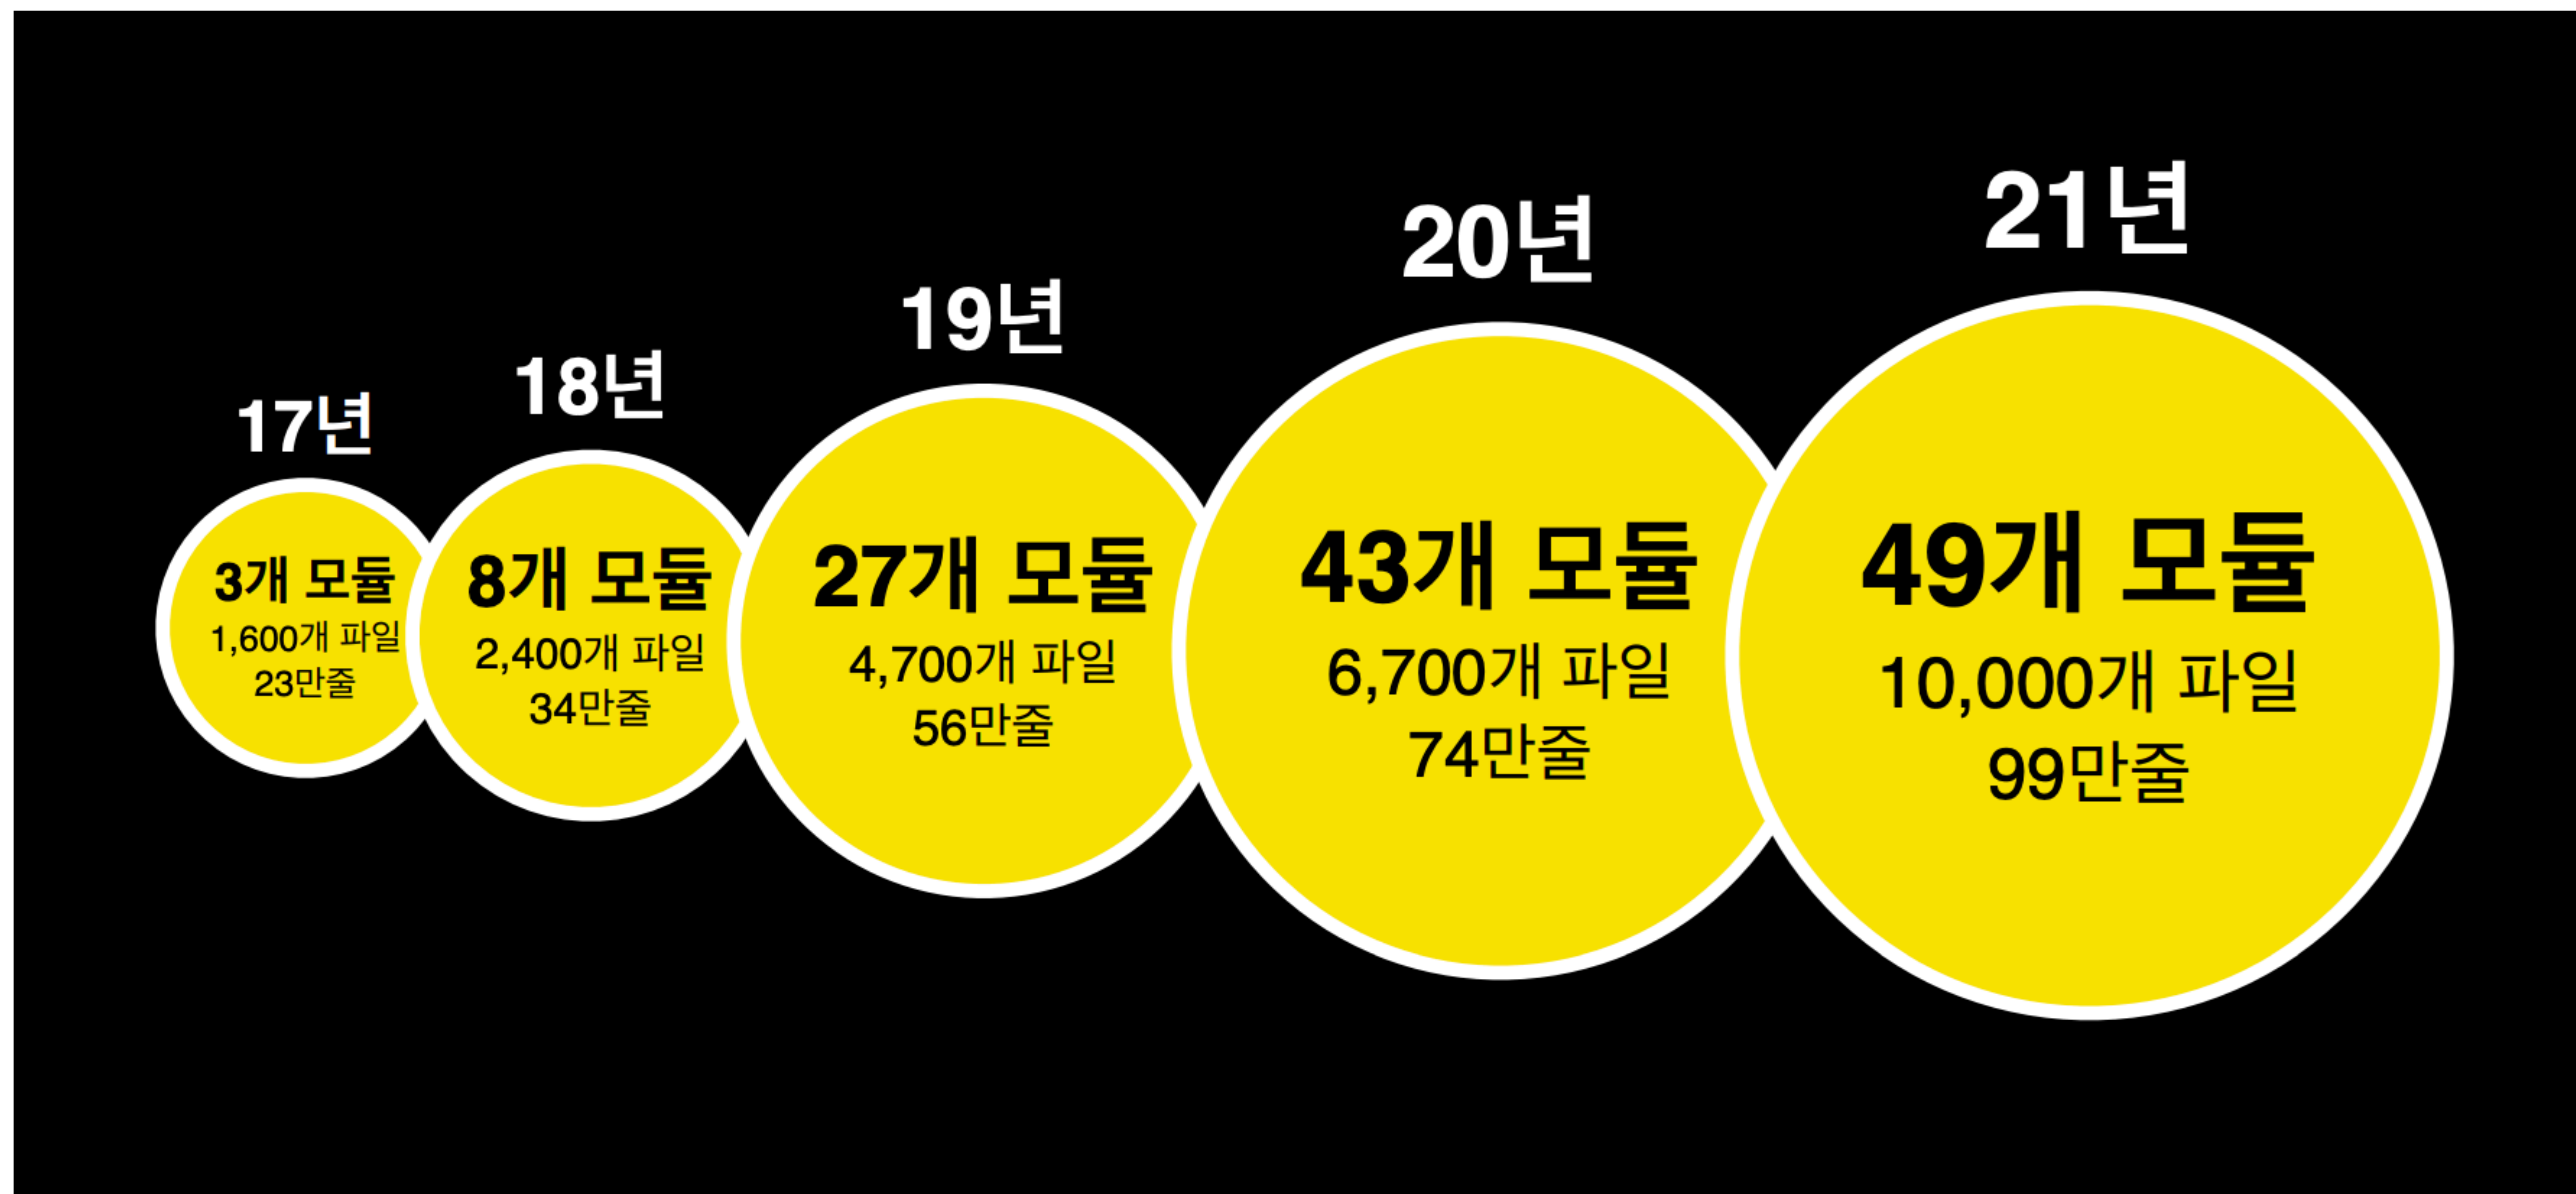 17년
3개 모듈
1,600개 파일
23만줄
18년
8개 모듈
2,400개 파일
34만줄
19년
27개 모듈
4,700개 파일
56만줄
20년
43개 모듈
6,700개 파일
74만줄
21년
49개 모듈
10,000개 파일
99만줄